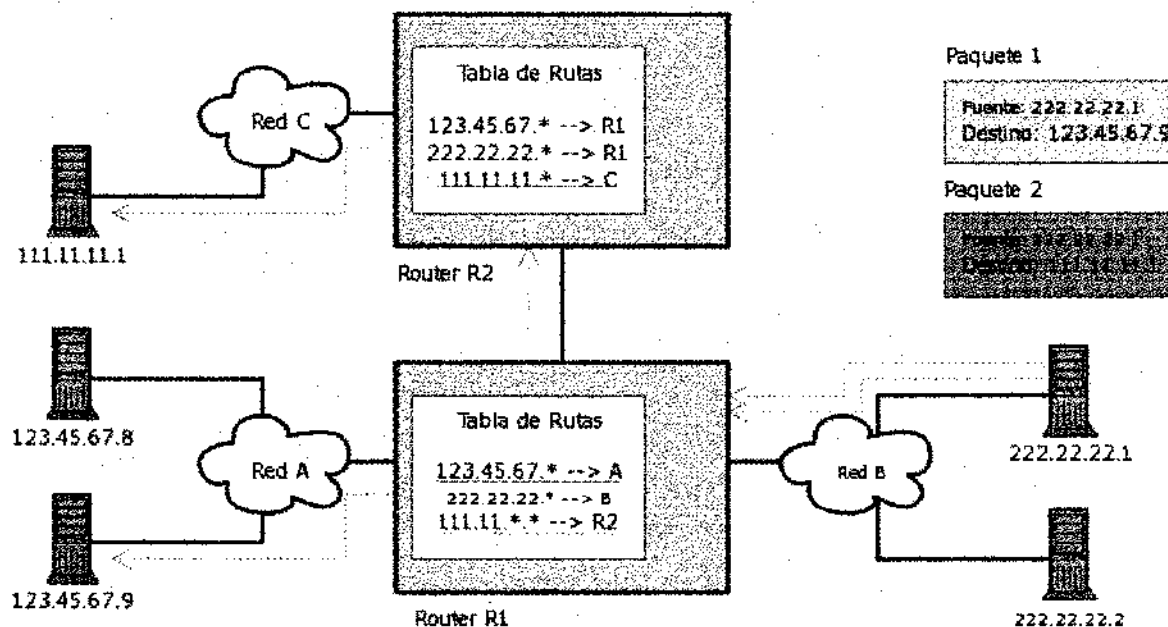 Tabla de Rutas
123.45.67.* --> R1
222.22.22.* --> R1
111.11.11.* --> C
Red C
111.11.11.1
Router R2
Paquete 1
Fuente: 222.22.22.1
Destino: 123.45.67.9
Paquete 2
Fuente:
Destino:
123.45.67.8
Red A
123.45.67.9
Tabla de Rutas
123.45.67.* --> A
222.22.22.* --> B
111.11.*.* --> R2
Router R1
Red B
222.22.22.1
222.22.22.2